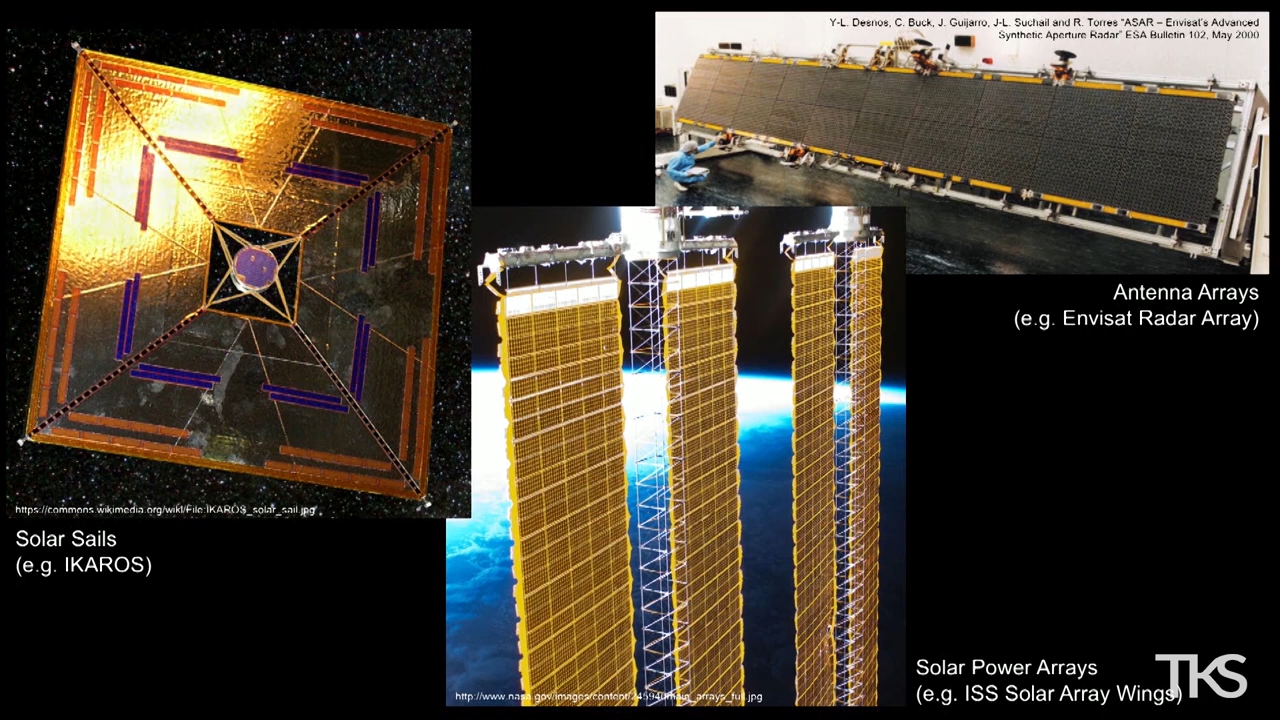 Y-L. Desnos, C. Buck, J. Guijarro, J-L. Suchail and R. Torres "ASAR – Envisat's Advanced
Synthetic Aperture Radar" ESA Bulletin 102, May 2000
Antenna Arrays
(e.g. Envisat Radar Array)
https://commons.wikimedia.org/wiki/File:IKAROS_solar_sail.jpg
Solar Sails
(e.g. IKAROS)
Solar Power Arrays
(e.g. ISS Solar Array Wings)
TKS